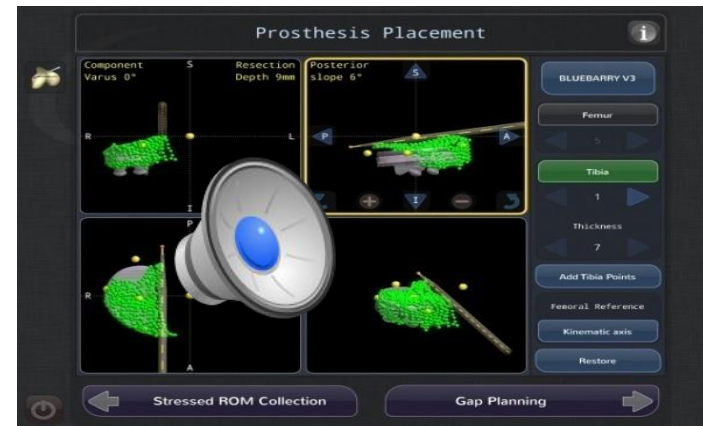 Prosthesis Placement
i
Component S Resection
Varus 0° Depth 9mm
R L
I
Posterior
slope 6°
S
P A
I
P
R
A
BLUEBARRY V3
Femur
5
Tibia
1
Thickness
7
Add Tibia Points
Femoral Reference
Kinematic axis
Restore
Stressed ROM Collection
Gap Planning